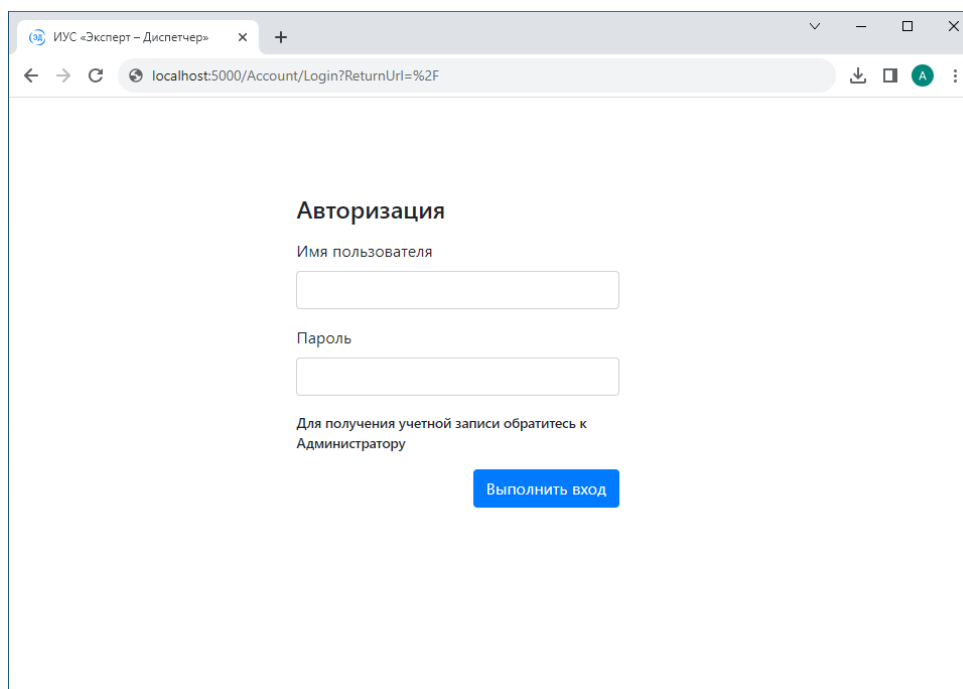 ЭД ИУС «Эксперт – Диспетчер»
localhost:5000/Account/Login?ReturnUrl=%2F
A
Авторизация
Имя пользователя
Пароль
Для получения учетной записи обратитесь к
Администратору
Выполнить вход